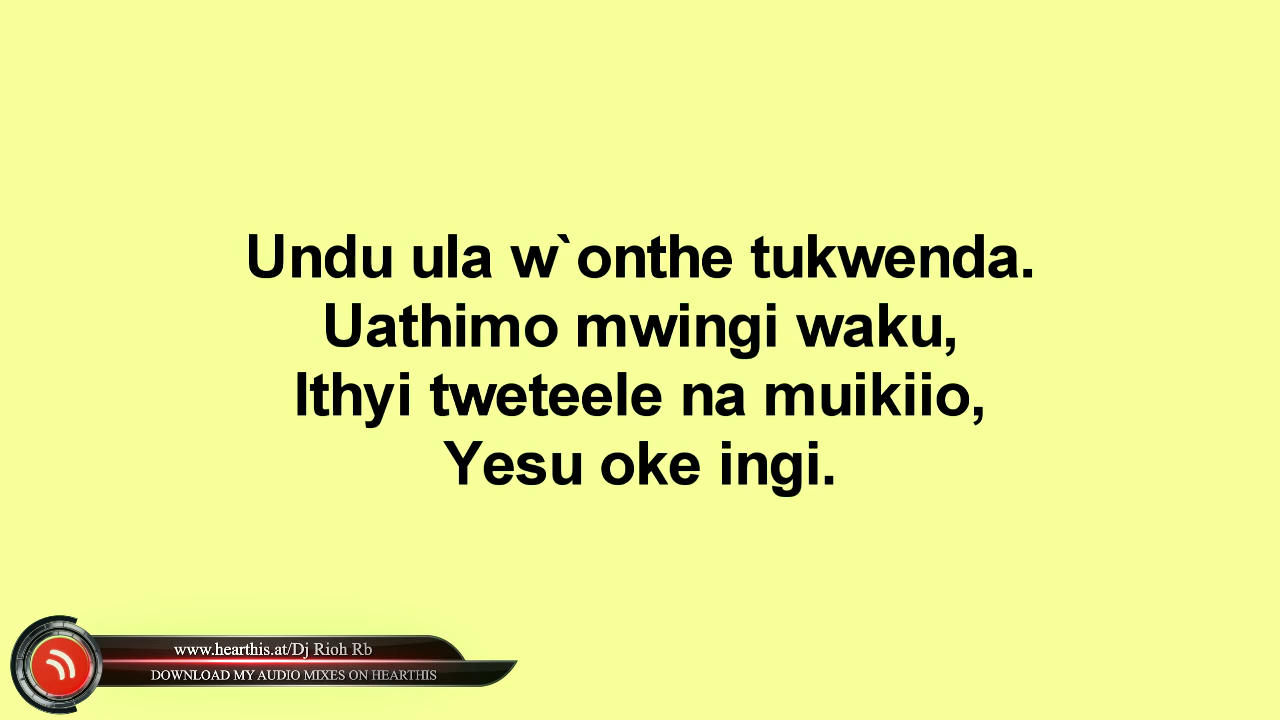 Undu ula w`onthe tukwenda.
Uathimo mwingi waku,
Ithyi tweteele na muikiio,
Yesu oke ingi.
www.hearthis.at/Dj Rioh Rb
DOWNLOAD MY AUDIO MIXES ON HEARTHIS